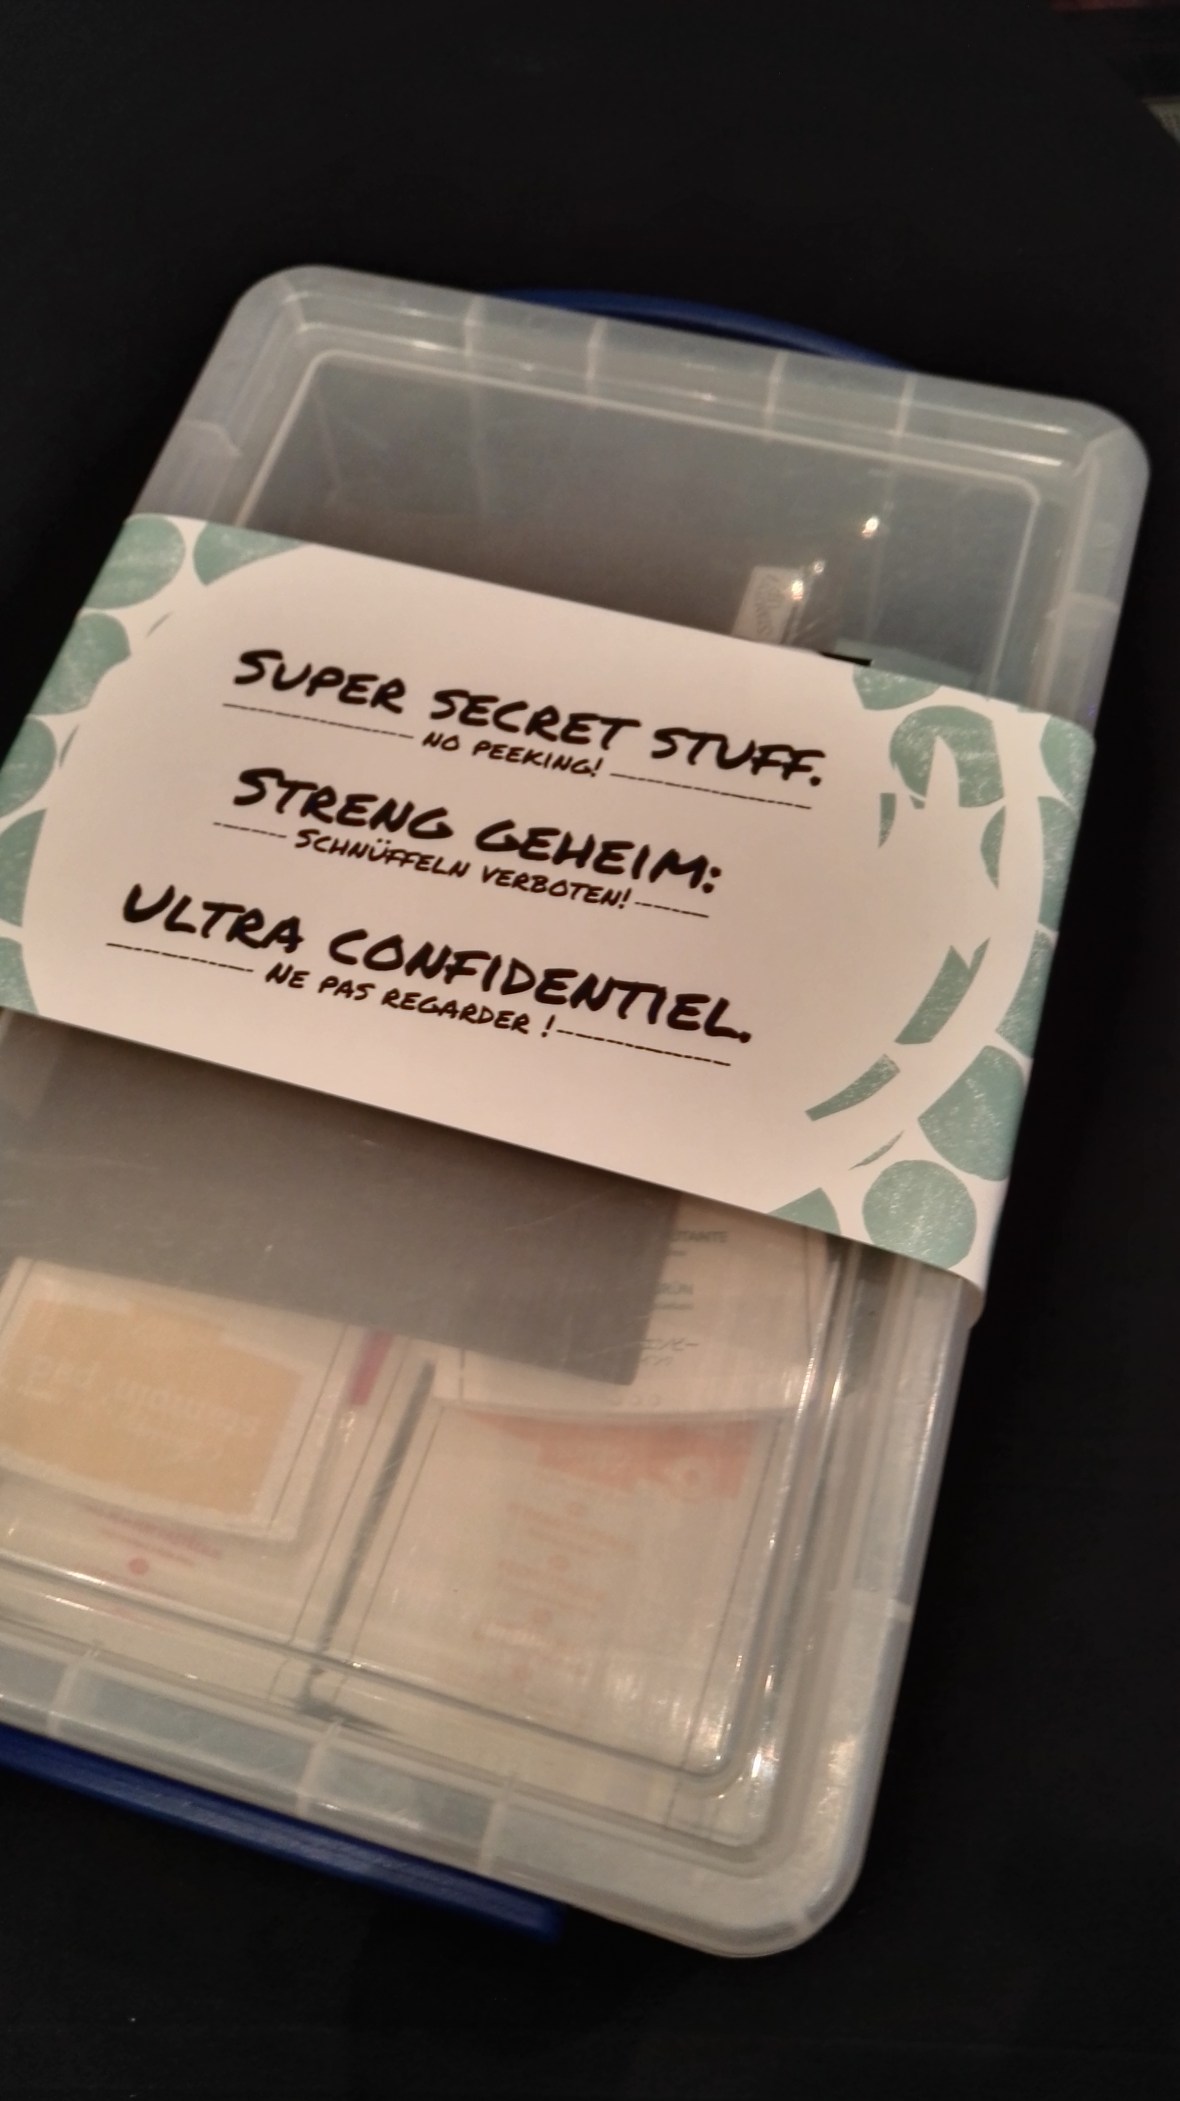 SUPER SECRET STUFF.
NO PEEKING!
STRENG GEHEIM:
SCHNÜFFELN VERBOTEN!
ULTRA CONFIDENTIEL.
NE PAS REGARDER !